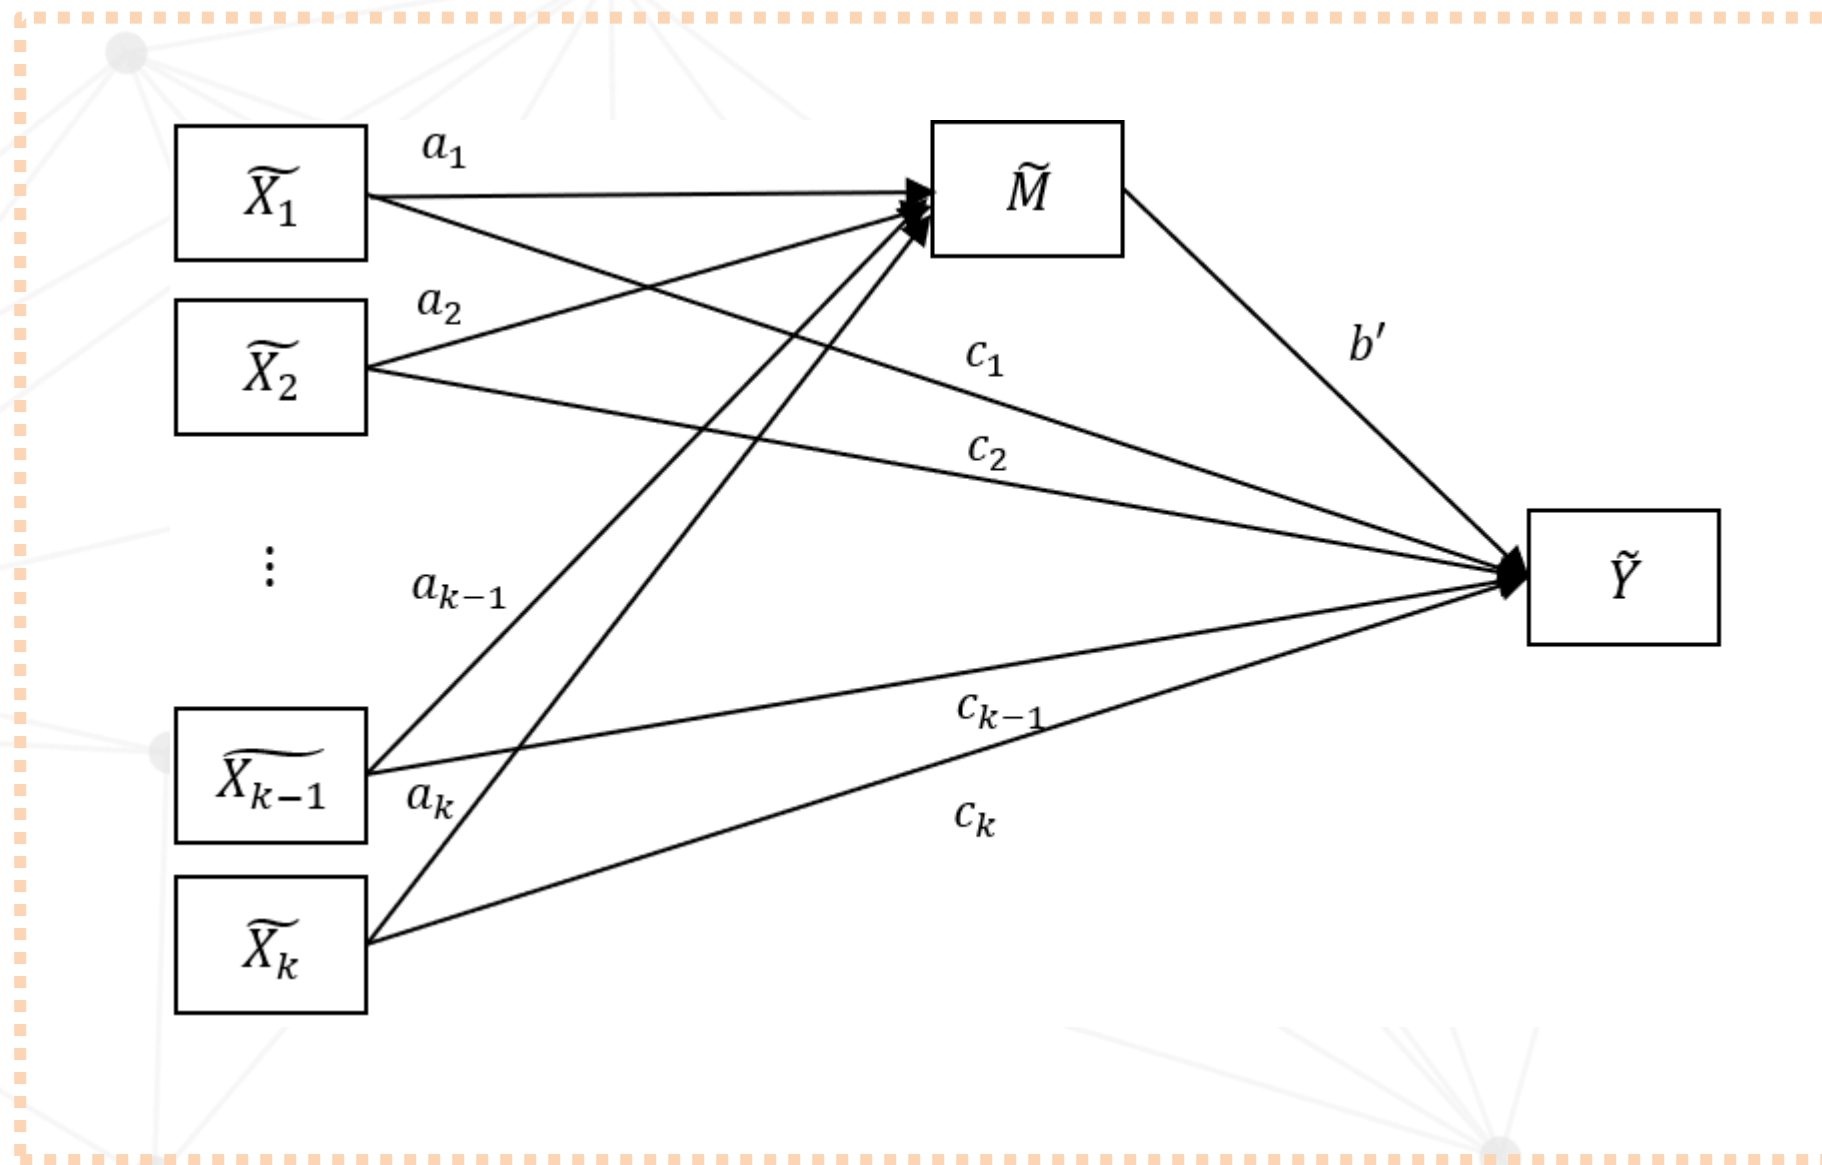 X̃₁
a₁
M̃
X̃₂
a₂
c₁
b′
c₂
⋮
aₖ₋₁
Ỹ
X̃ₖ₋₁
cₖ₋₁
aₖ
cₖ
X̃ₖ